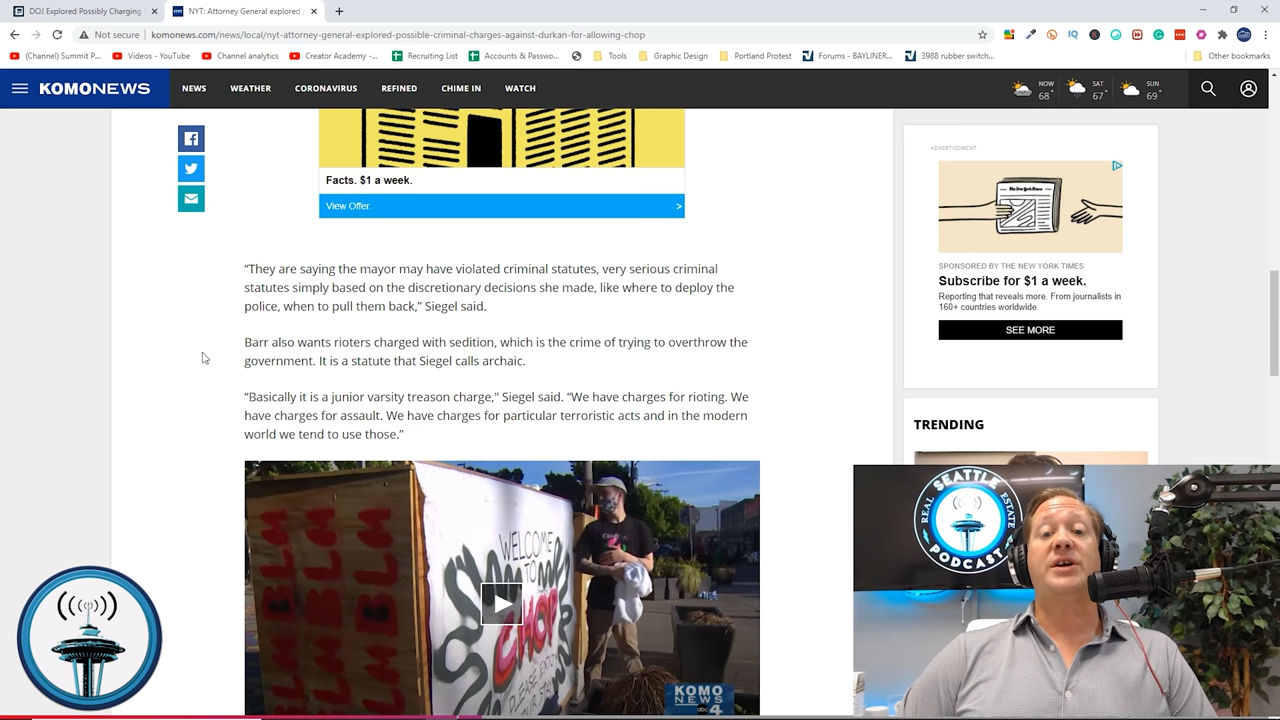 DOJ Explored Possibly Charging
NYT: Attorney General explored
Not secure
komonews.com/news/local/nyt-attorney-general-explored-possible-criminal-charges-against-durkan-for-allowing-chop
(Channel) Summit P...
Videos - YouTube
Channel analytics
Creator Academy -...
Recruiting List
Accounts & Passwo...
Tools
Graphic Design
Portland Protest
Forums - BAYLINER...
3988 rubber switch...
Other bookmarks
KOMONEWS
NEWS
WEATHER
CORONAVIRUS
REFINED
CHIME IN
WATCH
NOW
68°
SAT
67°
SUN
69°
Facts. $1 a week.
View Offer.
>
“They are saying the mayor may have violated criminal statutes, very serious criminal
statutes simply based on the discretionary decisions she made, like where to deploy the
police, when to pull them back,” Siegel said.
Barr also wants rioters charged with sedition, which is the crime of trying to overthrow the
government. It is a statute that Siegel calls archaic.
“Basically it is a junior varsity treason charge," Siegel said. “We have charges for rioting. We
have charges for assault. We have charges for particular terroristic acts and in the modern
world we tend to use those.”
ADVERTISEMENT
SPONSORED BY THE NEW YORK TIMES
Subscribe for $1 a week.
Reporting that reveals more. From journalists in
160+ countries worldwide.
SEE MORE
TRENDING
WELCOME
TO
CHOP
BLM
BLM
BLM
KOMO
NEWS
abc 4
SEATTLE
REAL ESTATE
PODCAST